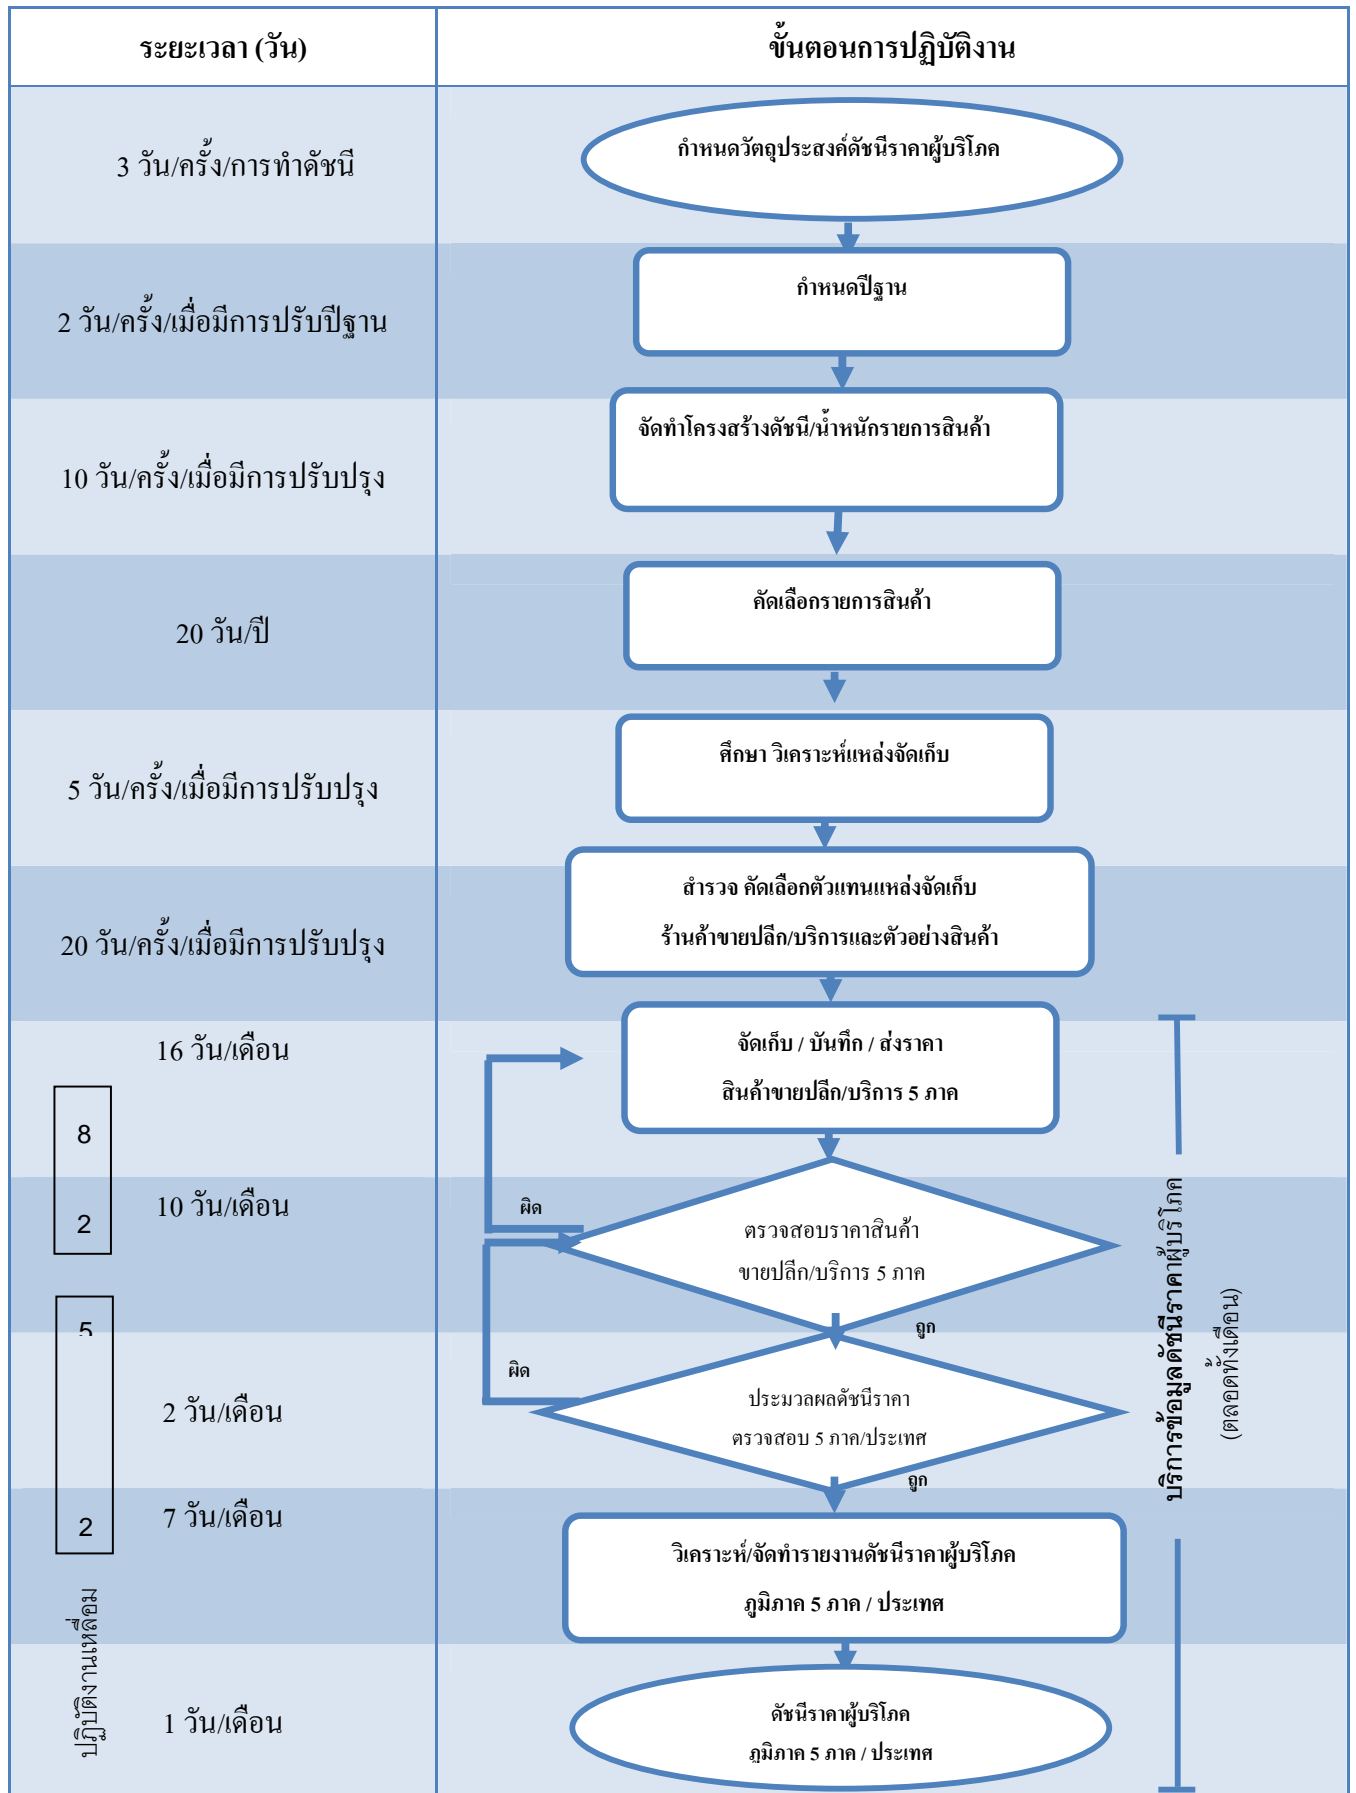 ระยะเวลา (วัน)
ขั้นตอนการปฏิบัติงาน
3 วัน/ครั้ง/การทำดัชนี
กำหนดวัตถุประสงค์ดัชนีราคาผู้บริโภค
2 วัน/ครั้ง/เมื่อมีการปรับปีฐาน
กำหนดปีฐาน
10 วัน/ครั้ง/เมื่อมีการปรับปรุง
จัดทำโครงสร้างดัชนี/น้ำหนักรายการสินค้า
20 วัน/ปี
คัดเลือกรายการสินค้า
5 วัน/ครั้ง/เมื่อมีการปรับปรุง
ศึกษา วิเคราะห์แหล่งจัดเก็บ
20 วัน/ครั้ง/เมื่อมีการปรับปรุง
สำรวจ คัดเลือกตัวแทนแหล่งจัดเก็บ
ร้านค้าขายปลีก/บริการและตัวอย่างสินค้า
16 วัน/เดือน
จัดเก็บ / บันทึก / ส่งราคา
สินค้าขายปลีก/บริการ 5 ภาค
8
10 วัน/เดือน
2
ผิด
ตรวจสอบราคาสินค้า
ขายปลีก/บริการ 5 ภาค
ถูก
5
2 วัน/เดือน
ผิด
ประมวลผลดัชนีราคา
ตรวจสอบ 5 ภาค/ประเทศ
ถูก
7 วัน/เดือน
2
วิเคราะห์/จัดทำรายงานดัชนีราคาผู้บริโภค
ภูมิภาค 5 ภาค / ประเทศ
1 วัน/เดือน
ดัชนีราคาผู้บริโภค
ภูมิภาค 5 ภาค / ประเทศ
ปฏิบัติงานเหลื่อม
บริการข้อมูลดัชนีราคาผู้บริโภค
(ตลอดทั้งเดือน)